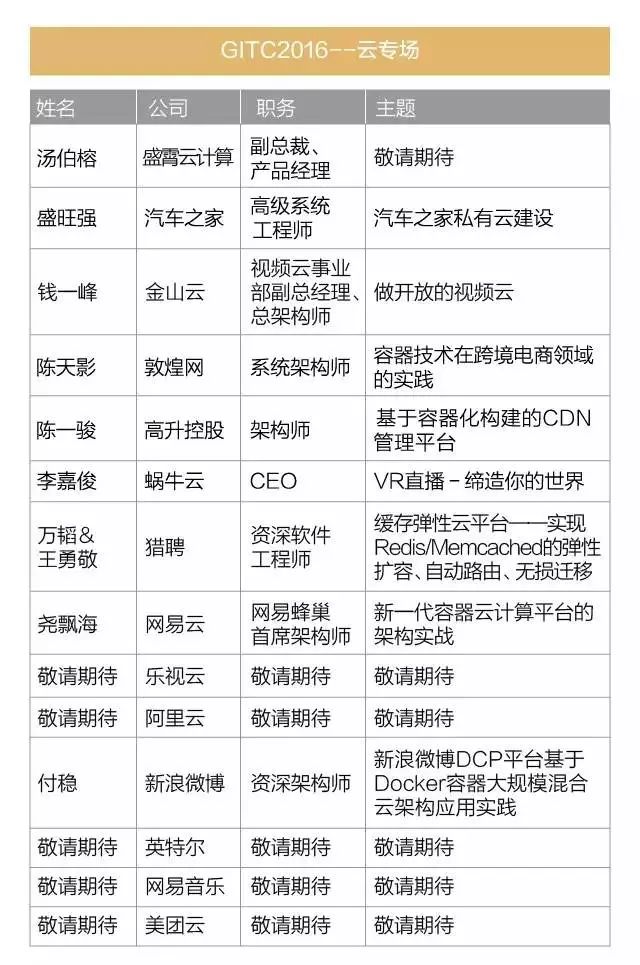 GITC2016--云专场
姓名 公司 职务 主题
汤伯榕 盛霄云计算 副总裁、
产品经理 敬请期待
盛旺强 汽车之家 高级系统
工程师 汽车之家私有云建设
钱一峰 金山云 视频云事业
部副总经理、
总架构师 做开放的视频云
陈天影 敦煌网 系统架构师 容器技术在跨境电商领域
的实践
陈一骏 高升控股 架构师 基于容器化构建的CDN
管理平台
李嘉俊 蜗牛云 CEO VR直播–缔造你的世界
万韬&
王勇敬 猎聘 资深软件
工程师 缓存弹性云平台——实现
Redis/Memcached的弹性
扩容、自动路由、无损迁移
尧飘海 网易云 网易蜂巢
首席架构师 新一代容器云计算平台的
架构实战
敬请期待 乐视云 敬请期待 敬请期待
敬请期待 阿里云 敬请期待 敬请期待
付稳 新浪微博 资深架构师 新浪微博DCP平台基于
Docker容器大规模混合
云架构应用实践
敬请期待 英特尔 敬请期待 敬请期待
敬请期待 网易音乐 敬请期待 敬请期待
敬请期待 美团云 敬请期待 敬请期待